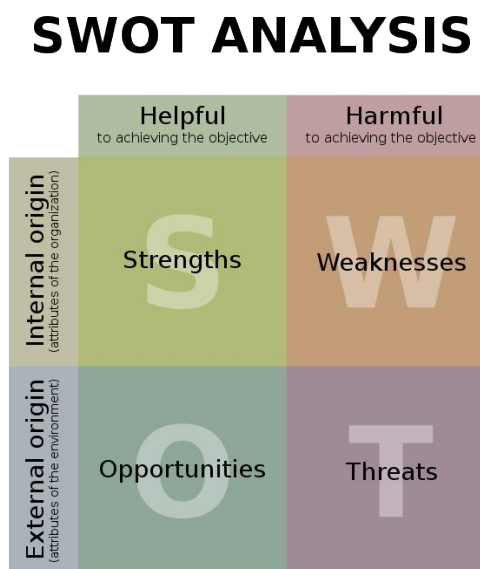 SWOT ANALYSIS
Helpful
to achieving the objective
Harmful
to achieving the objective
Internal origin
(attributes of the organization)
S
Strengths
W
Weaknesses
External origin
(attributes of the environment)
O
Opportunities
T
Threats